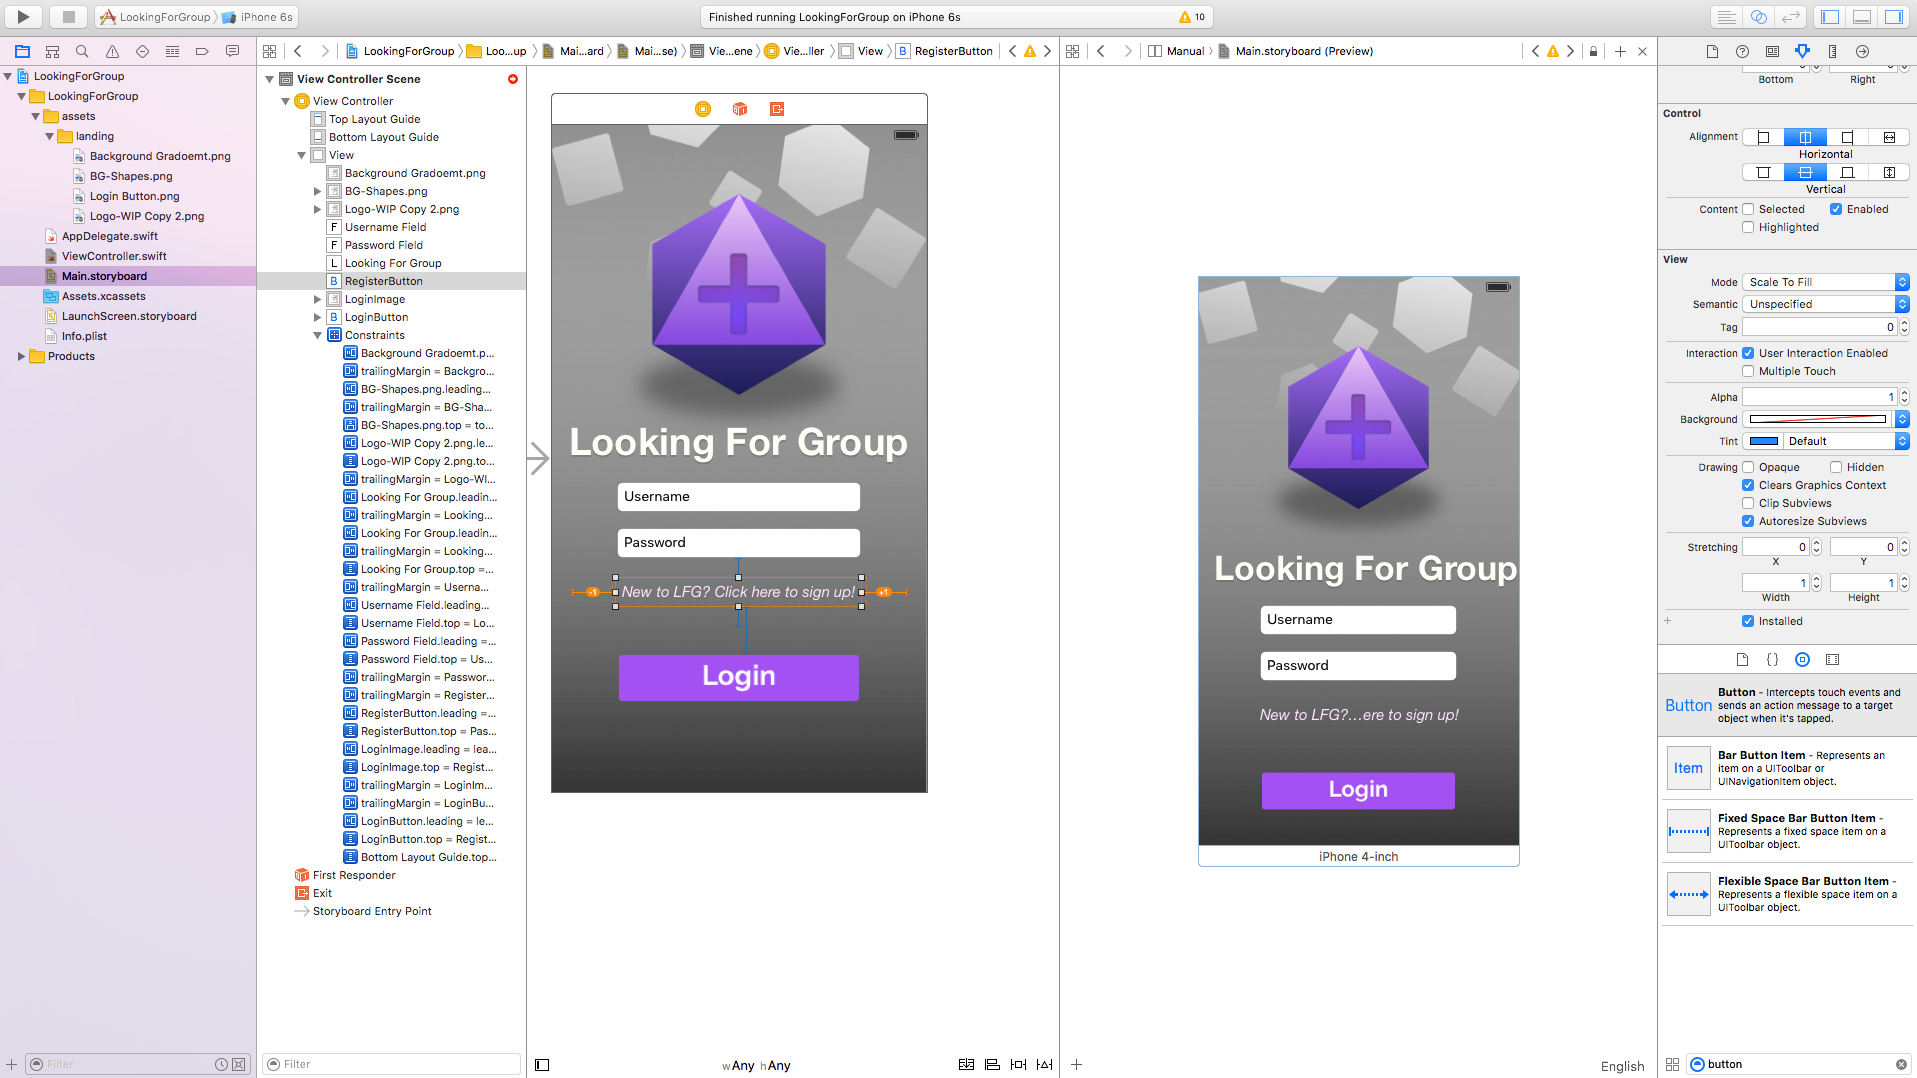 LookingForGroup
iPhone 6s
Finished running LookingForGroup on iPhone 6s
10
LookingForGroup
LookingForGroup
assets
landing
Background Gradoemt.png
BG-Shapes.png
Login Button.png
Logo-WIP Copy 2.png
AppDelegate.swift
ViewController.swift
Main.storyboard
Assets.xcassets
LaunchScreen.storyboard
Info.plist
Products
Filter
LookingForGroup
Loo...up
Mai...ard
Mai...se)
Vie...ene
Vie...ller
View
B
RegisterButton
View Controller Scene
View Controller
Top Layout Guide
Bottom Layout Guide
View
Background Gradoemt.png
BG-Shapes.png
Logo-WIP Copy 2.png
F Username Field
F Password Field
L Looking For Group
B RegisterButton
LoginImage
B LoginButton
Constraints
Background Gradoemt.p...
trailingMargin = Backgro...
BG-Shapes.png.leading...
trailingMargin = BG-Sha...
BG-Shapes.png.top = to...
Logo-WIP Copy 2.png.le...
Logo-WIP Copy 2.png.to...
trailingMargin = Logo-WI...
Looking For Group.leadin...
trailingMargin = Looking...
Looking For Group.leadin...
trailingMargin = Looking...
Looking For Group.top =...
trailingMargin = Userna...
Username Field.leading...
Username Field.top = Lo...
Password Field.leading =...
Password Field.top = Us...
trailingMargin = Passwor...
trailingMargin = Register...
RegisterButton.leading =...
RegisterButton.top = Pas...
LoginImage.leading = lea...
LoginImage.top = Regist...
trailingMargin = LoginIm...
trailingMargin = LoginBu...
LoginButton.leading = le...
LoginButton.top = Regist...
Bottom Layout Guide.top...
First Responder
Exit
Storyboard Entry Point
Filter
Looking For Group
Username
Password
-1
New to LFG? Click here to sign up!
+1
Login
wAny hAny
Manual
Main.storyboard (Preview)
Looking For Group
Username
Password
New to LFG?...ere to sign up!
Login
iPhone 4-inch
English
Bottom
Right
Control
Alignment
Horizontal
Vertical
Content
Selected
Enabled
Highlighted
View
Mode
Scale To Fill
Semantic
Unspecified
Tag
0
Interaction
User Interaction Enabled
Multiple Touch
Alpha
1
Background
Tint
Default
Drawing
Opaque
Hidden
Clears Graphics Context
Clip Subviews
Autoresize Subviews
Stretching
0
0
X
Y
1
1
Width
Height
Installed
Button
Button - Intercepts touch events and
sends an action message to a target
object when it's tapped.
Item
Bar Button Item - Represents an
item on a UIToolbar or
UINavigationItem object.
Fixed Space Bar Button Item -
Represents a fixed space item on a
UIToolbar object.
Flexible Space Bar Button Item -
Represents a flexible space item on a
UIToolbar object.
button